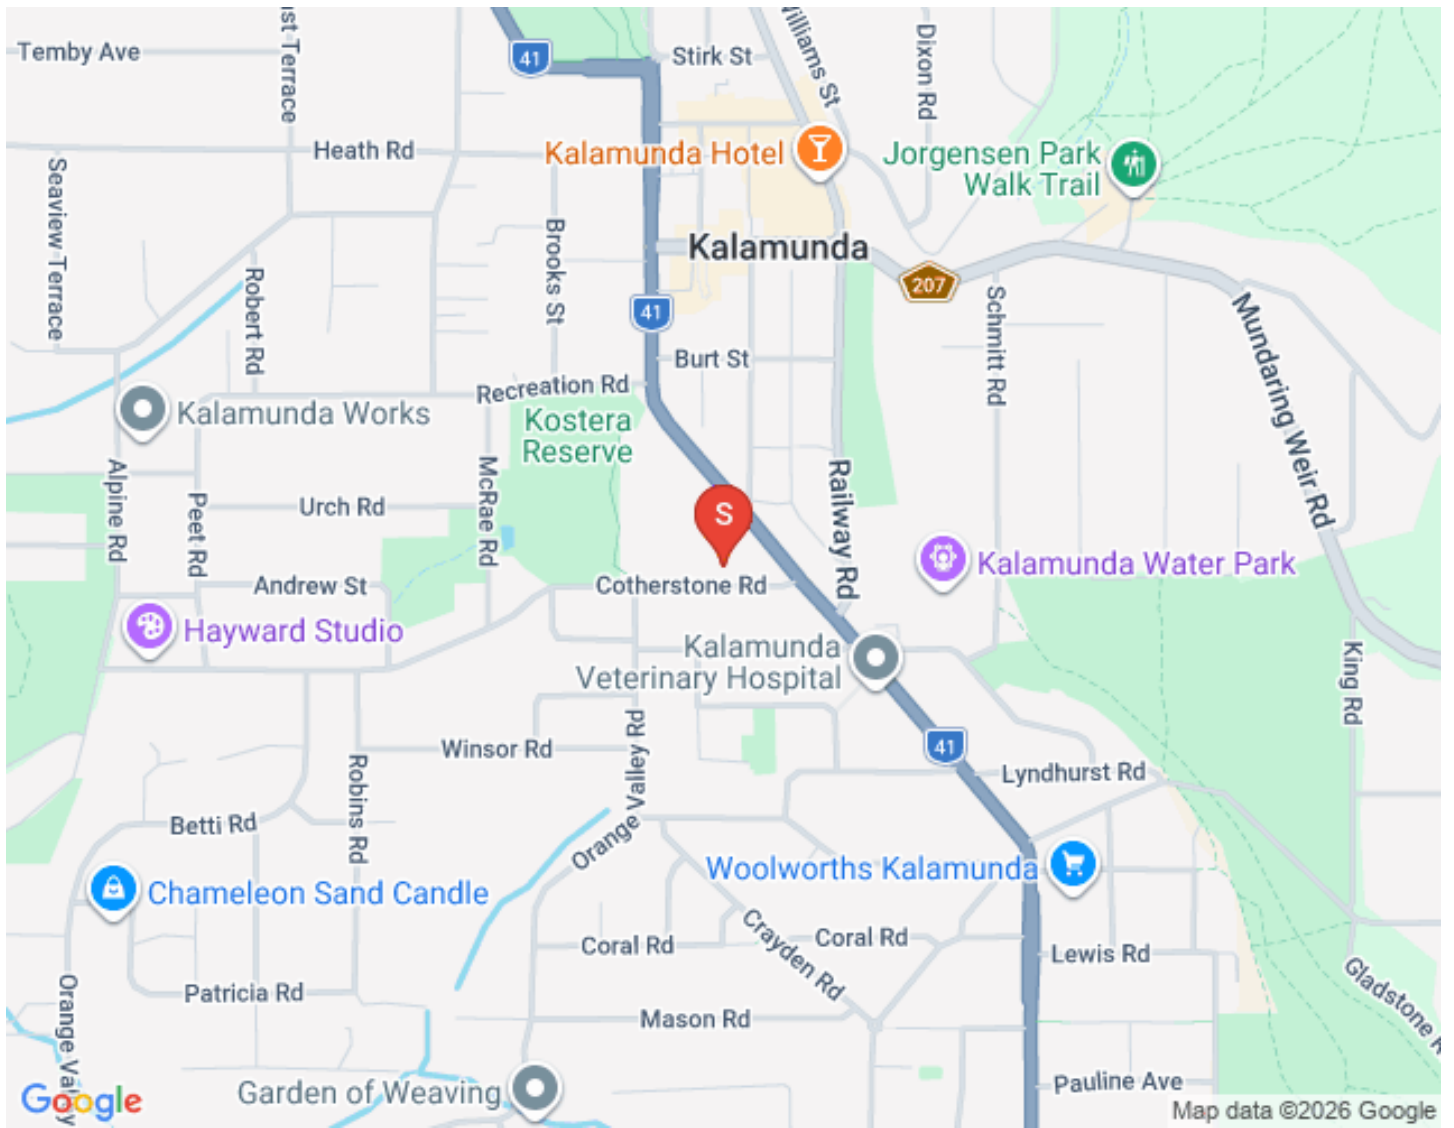 Temby Ave
41
Stirk St
Williams St
Dixon Rd
Heath Rd
Kalamunda Hotel
Jorgensen Park
Walk Trail
Seaview Terrace
Brooks St
Kalamunda
Robert Rd
207
41
Schmitt Rd
Mundaring Weir Rd
Burt St
Recreation Rd
Kalamunda Works
Kostera
Reserve
Alpine Rd
Peet Rd
Urch Rd
McRae Rd
S
Railway Rd
Kalamunda Water Park
Andrew St
Cotherstone Rd
Hayward Studio
Kalamunda
Veterinary Hospital
King Rd
Winsor Rd
Orange Valley Rd
41
Lyndhurst Rd
Robins Rd
Betti Rd
Woolworths Kalamunda
Chameleon Sand Candle
Crayden Rd
Coral Rd
Coral Rd
Lewis Rd
Patricia Rd
Gladstone R
Mason Rd
Pauline Ave
Garden of Weaving
Google
Map data ©2026 Google